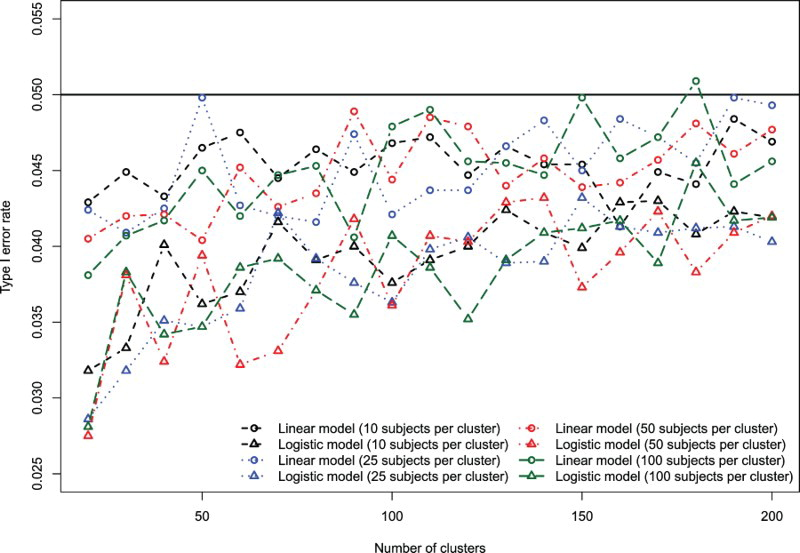 0.055
0.050
0.045
0.040
0.035
0.030
0.025
Type I error rate
Linear model (10 subjects per cluster)
Logistic model (10 subjects per cluster)
Linear model (25 subjects per cluster)
Logistic model (25 subjects per cluster)
Linear model (50 subjects per cluster)
Logistic model (50 subjects per cluster)
Linear model (100 subjects per cluster)
Logistic model (100 subjects per cluster)
50
100
150
200
Number of clusters